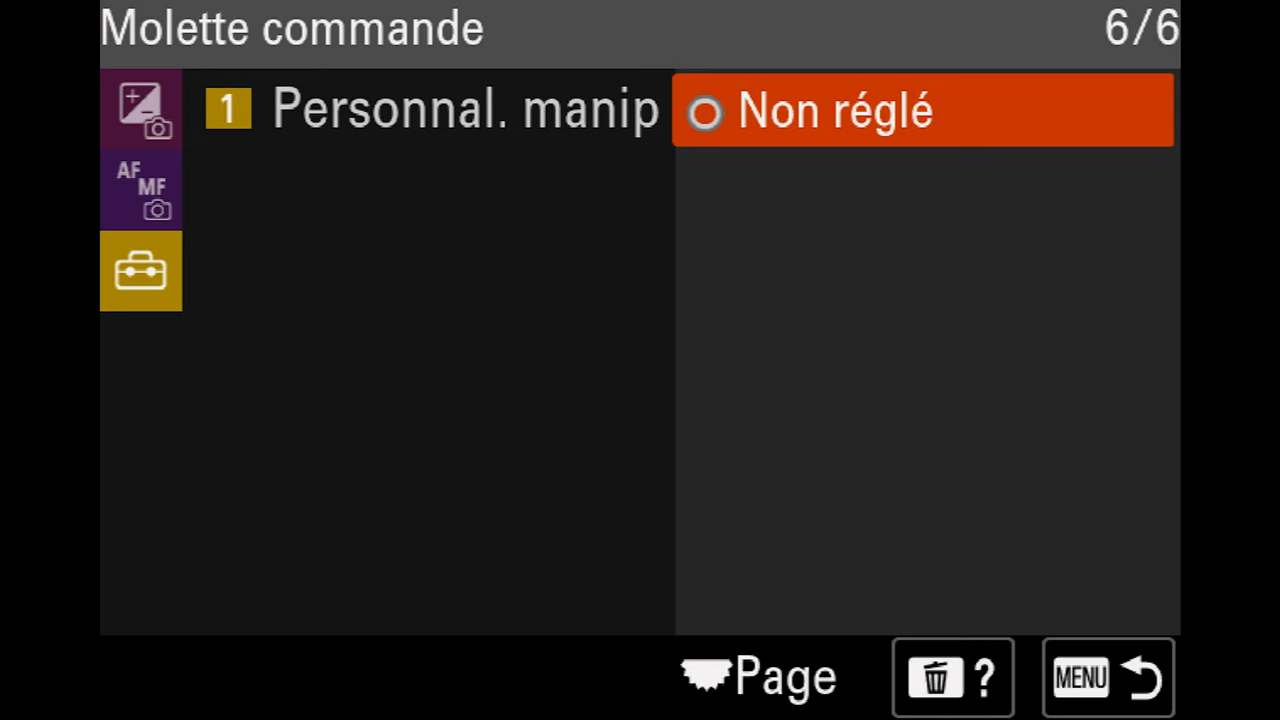 Molette commande 6/6
1 Personnal. manip
Non réglé
AF
MF
Page
?
MENU